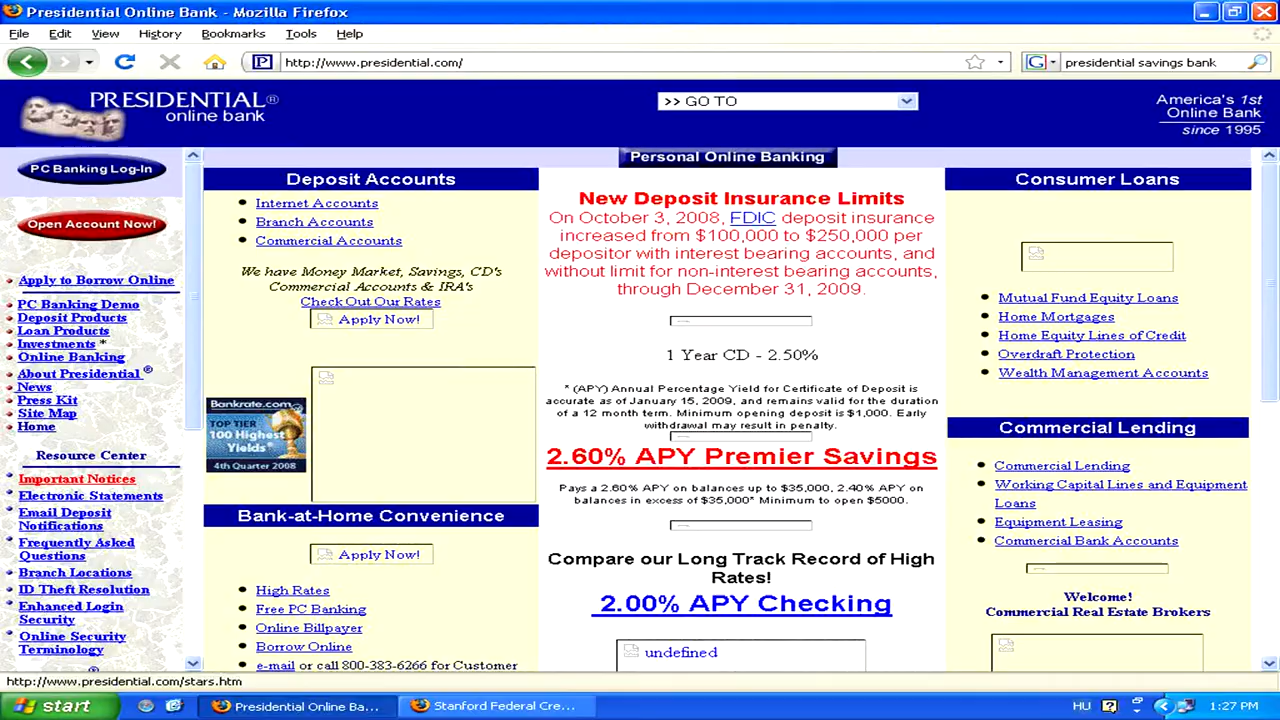 Presidential Online Bank - Mozilla Firefox
File Edit View History Bookmarks Tools Help
http://www.presidential.com/
presidential savings bank
PRESIDENTIAL®
online bank
>> GO TO
America's 1st
Online Bank
since 1995
PC Banking Log-In
Open Account Now!
Apply to Borrow Online
PC Banking Demo
Deposit Products
Loan Products
Investments *
Online Banking
About Presidential ®
News
Press Kit
Site Map
Home
Resource Center
Important Notices
Electronic Statements
Email Deposit
Notifications
Frequently Asked
Questions
Branch Locations
ID Theft Resolution
Enhanced Login
Security
Online Security
Terminology
®
Personal Online Banking
Deposit Accounts
Internet Accounts
Branch Accounts
Commercial Accounts
We have Money Market, Savings, CD's
Commercial Accounts & IRA's
Check Out Our Rates
Apply Now!
Bankrate.com
TOP TIER
100 Highest
Yields*
4th Quarter 2008
Bank-at-Home Convenience
Apply Now!
High Rates
Free PC Banking
Online Billpayer
Borrow Online
e-mail or call 800-383-6266 for Customer
New Deposit Insurance Limits
On October 3, 2008, FDIC deposit insurance
increased from $100,000 to $250,000 per
depositor with interest bearing accounts, and
without limit for non-interest bearing accounts,
through December 31, 2009.
1 Year CD - 2.50%
* (APY) Annual Percentage Yield for Certificate of Deposit is
accurate as of January 15, 2009, and remains valid for the duration
of a 12 month term. Minimum opening deposit is $1,000. Early
withdrawal may result in penalty.
2.60% APY Premier Savings
Pays a 2.60% APY on balances up to $35,000, 2.40% APY on
balances in excess of $35,000* Minimum to open $5000.
Compare our Long Track Record of High
Rates!
2.00% APY Checking
undefined
Consumer Loans
Mutual Fund Equity Loans
Home Mortgages
Home Equity Lines of Credit
Overdraft Protection
Wealth Management Accounts
Commercial Lending
Commercial Lending
Working Capital Lines and Equipment
Loans
Equipment Leasing
Commercial Bank Accounts
Welcome!
Commercial Real Estate Brokers
http://www.presidential.com/stars.htm
start
Presidential Online Ba...
Stanford Federal Cre...
HU
1:27 PM